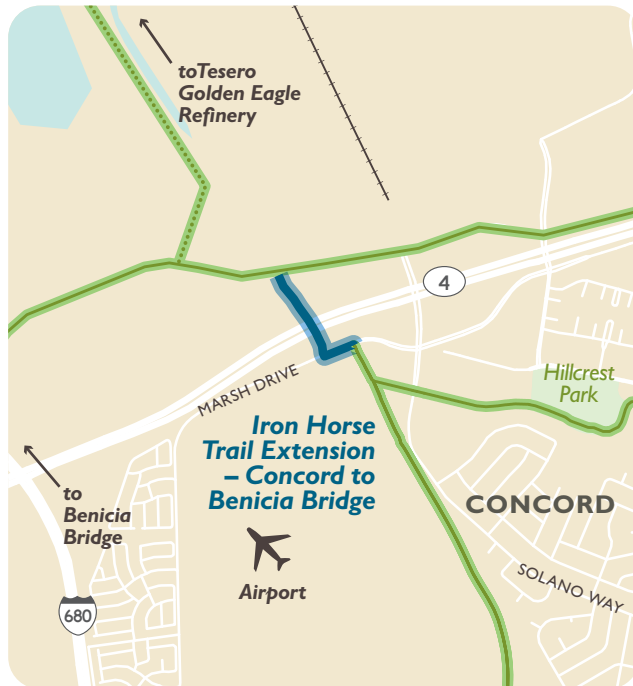 toTesero
Golden Eagle
Refinery
4
MARSH DRIVE
Hillcrest
Park
Iron Horse
Trail Extension
– Concord to
Benicia Bridge
to
Benicia
Bridge
CONCORD
Airport
SOLANO WAY
680